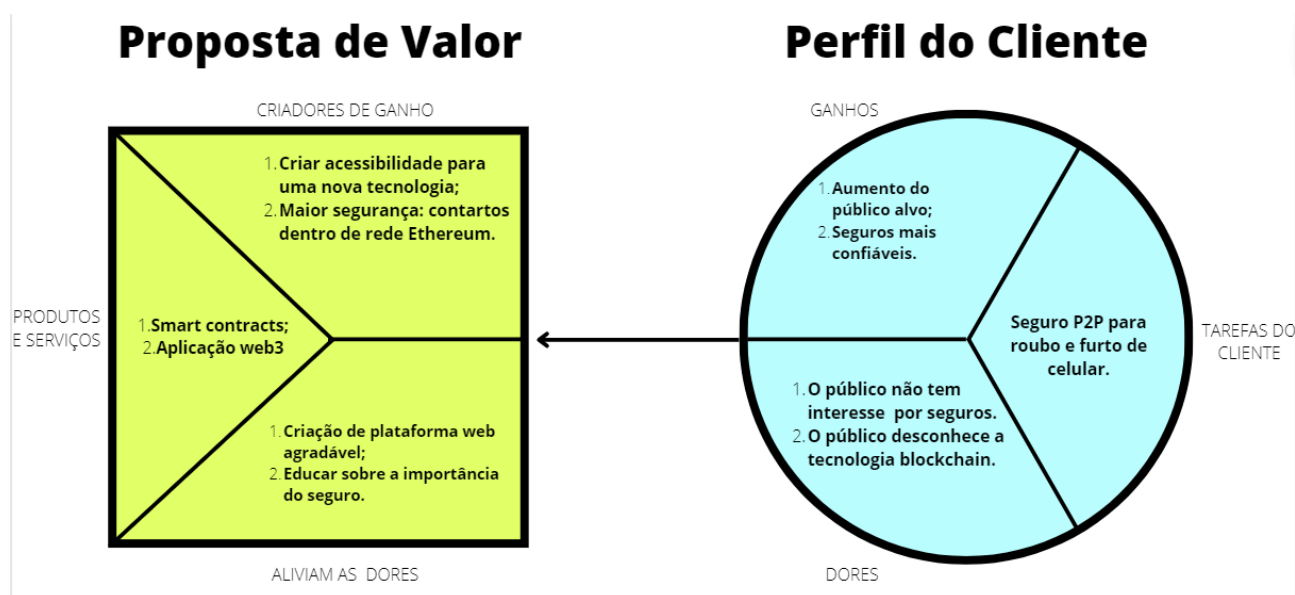 Proposta de Valor
CRIADORES DE GANHO
1. Criar acessibilidade para
uma nova tecnologia;
2. Maior segurança: contartos
dentro de rede Ethereum.
PRODUTOS
E SERVIÇOS
1. Smart contracts;
2. Aplicação web3
1. Criação de plataforma web
agradável;
2. Educar sobre a importância
do seguro.
ALIVIAM AS DORES
Perfil do Cliente
GANHOS
1. Aumento do
público alvo;
2. Seguros mais
confiáveis.
Seguro P2P para
roubo e furto de
celular.
TAREFAS DO
CLIENTE
1. O público não tem
interesse por seguros.
2. O público desconhece a
tecnologia blockchain.
DORES